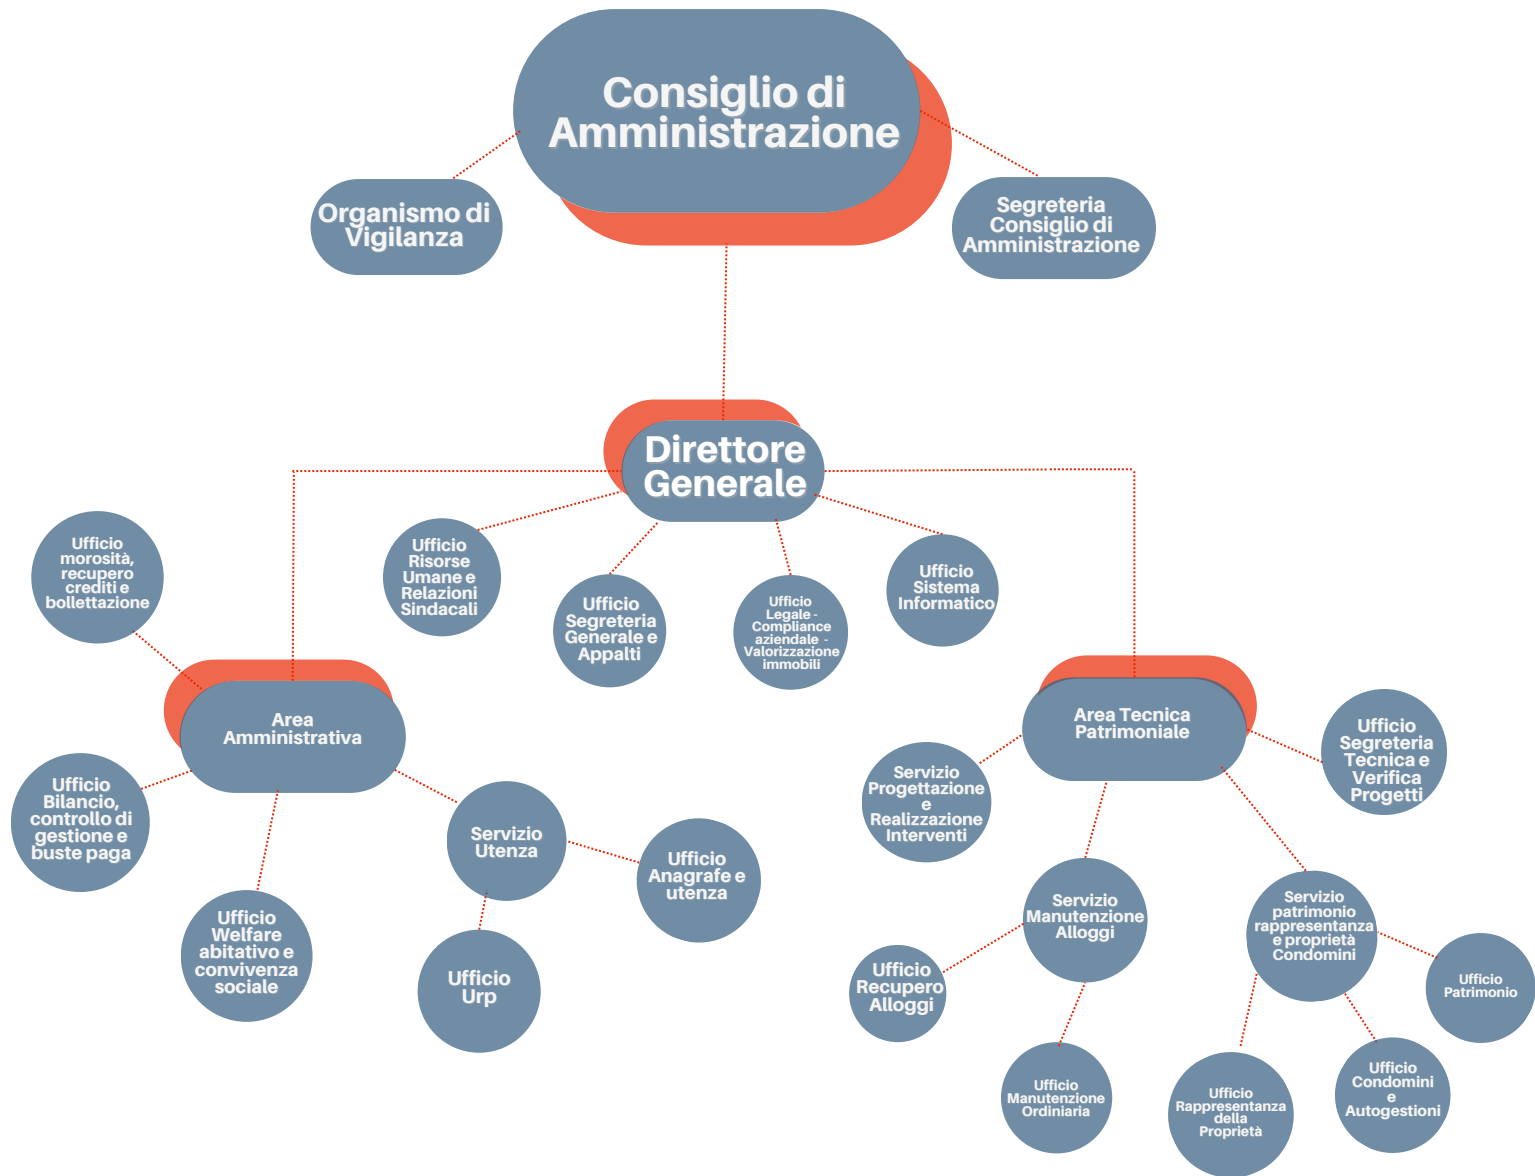 Consiglio di
Amministrazione
Organismo di
Vigilanza
Segreteria
Consiglio di
Amministrazione
Direttore
Generale
Ufficio
morosità,
recupero
crediti e
bollettazione
Ufficio
Risorse
Umane e
Relazioni
Sindacali
Ufficio
Segreteria
Generale e
Appalti
Ufficio
Legale -
Compliance
aziendale -
Valorizzazione
immobili
Ufficio
Sistema
Informatico
Area
Amministrativa
Area Tecnica
Patrimoniale
Ufficio
Segreteria
Tecnica e
Verifica
Progetti
Ufficio
Bilancio,
controllo di
gestione e
buste paga
Servizio
Utenza
Servizio
Progettazione
e
Realizzazione
Interventi
Ufficio
Anagrafe e
utenza
Ufficio
Welfare
abitativo e
convivenza
sociale
Ufficio
Urp
Servizio
Manutenzione
Alloggi
Servizio
patrimonio
rappresentanza
e proprietà
Condomini
Ufficio
Recupero
Alloggi
Ufficio
Patrimonio
Ufficio
Manutenzione
Ordiniaria
Ufficio
Rappresentanza
della
Proprietà
Ufficio
Condomini
e
Autogestioni